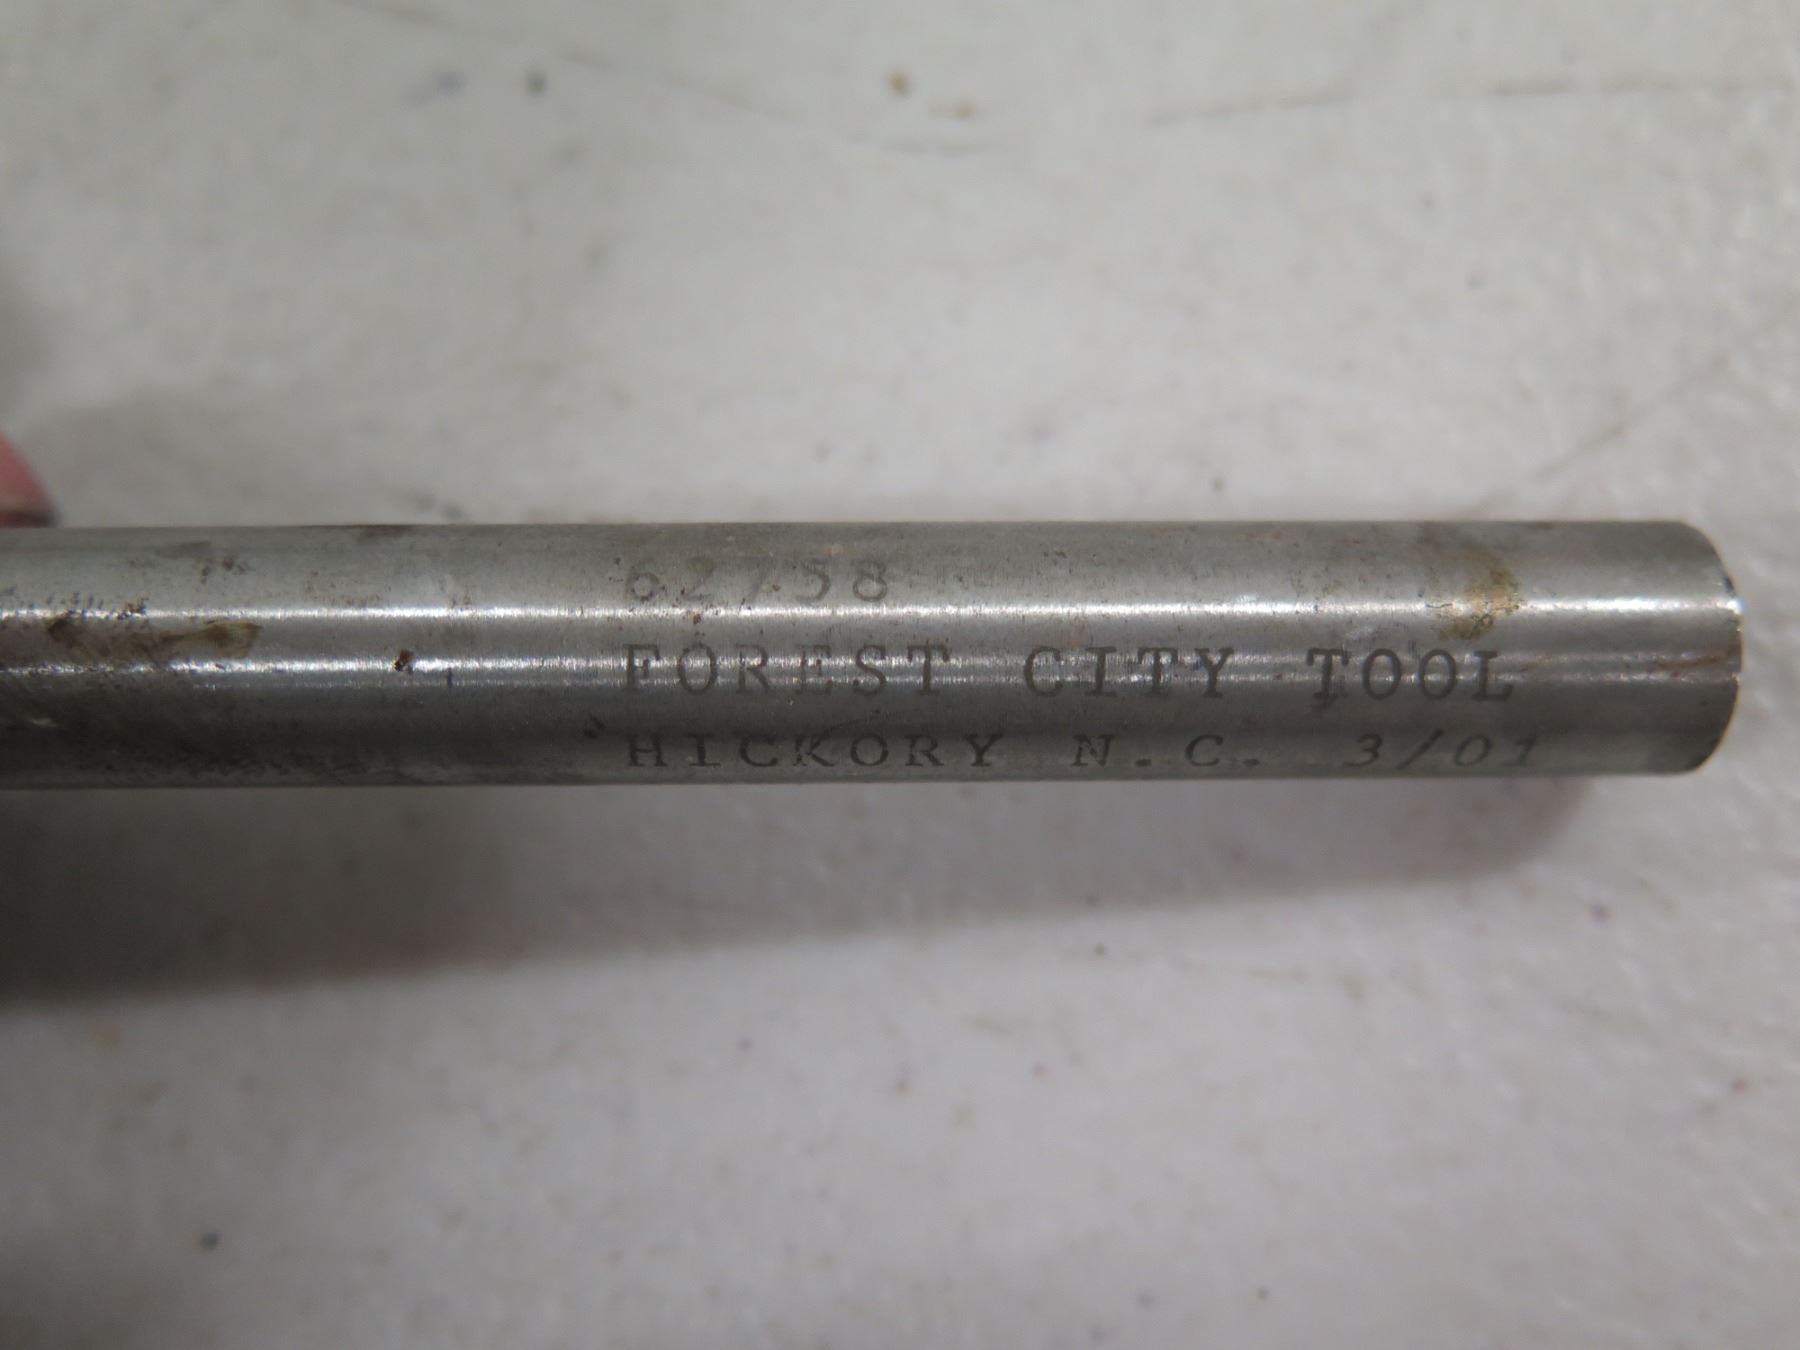 62758
FOREST CITY TOOL
HICKORY N.C. 3/01